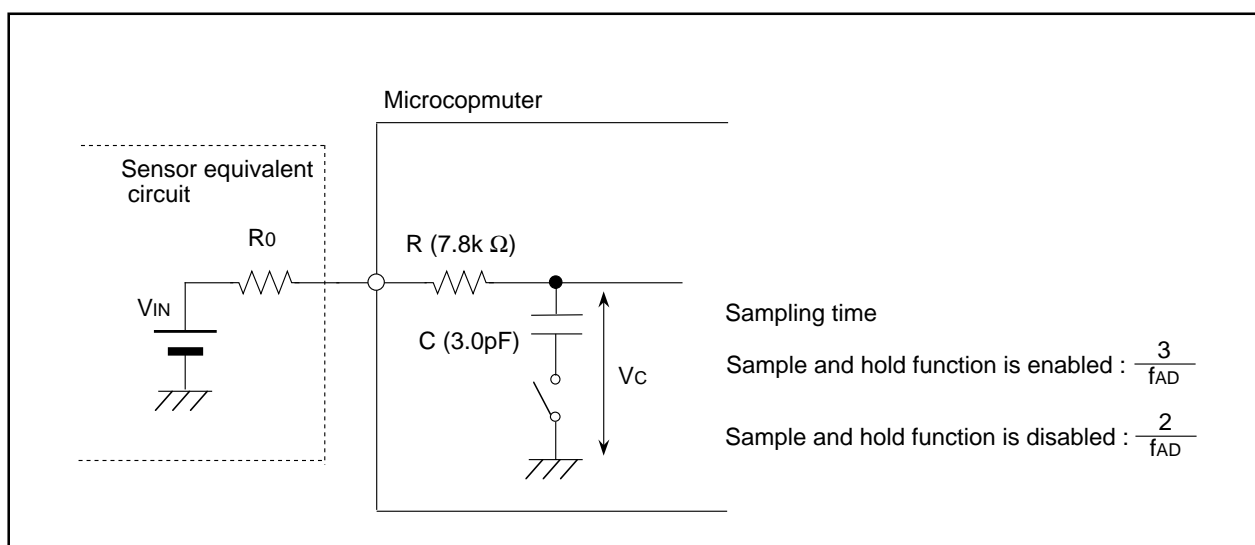 Microcopmuter
Sensor equivalent
circuit
R0
R (7.8k Ω)
VIN
C (3.0pF)
VC
Sampling time
Sample and hold function is enabled : 3
fAD
Sample and hold function is disabled : 2
fAD